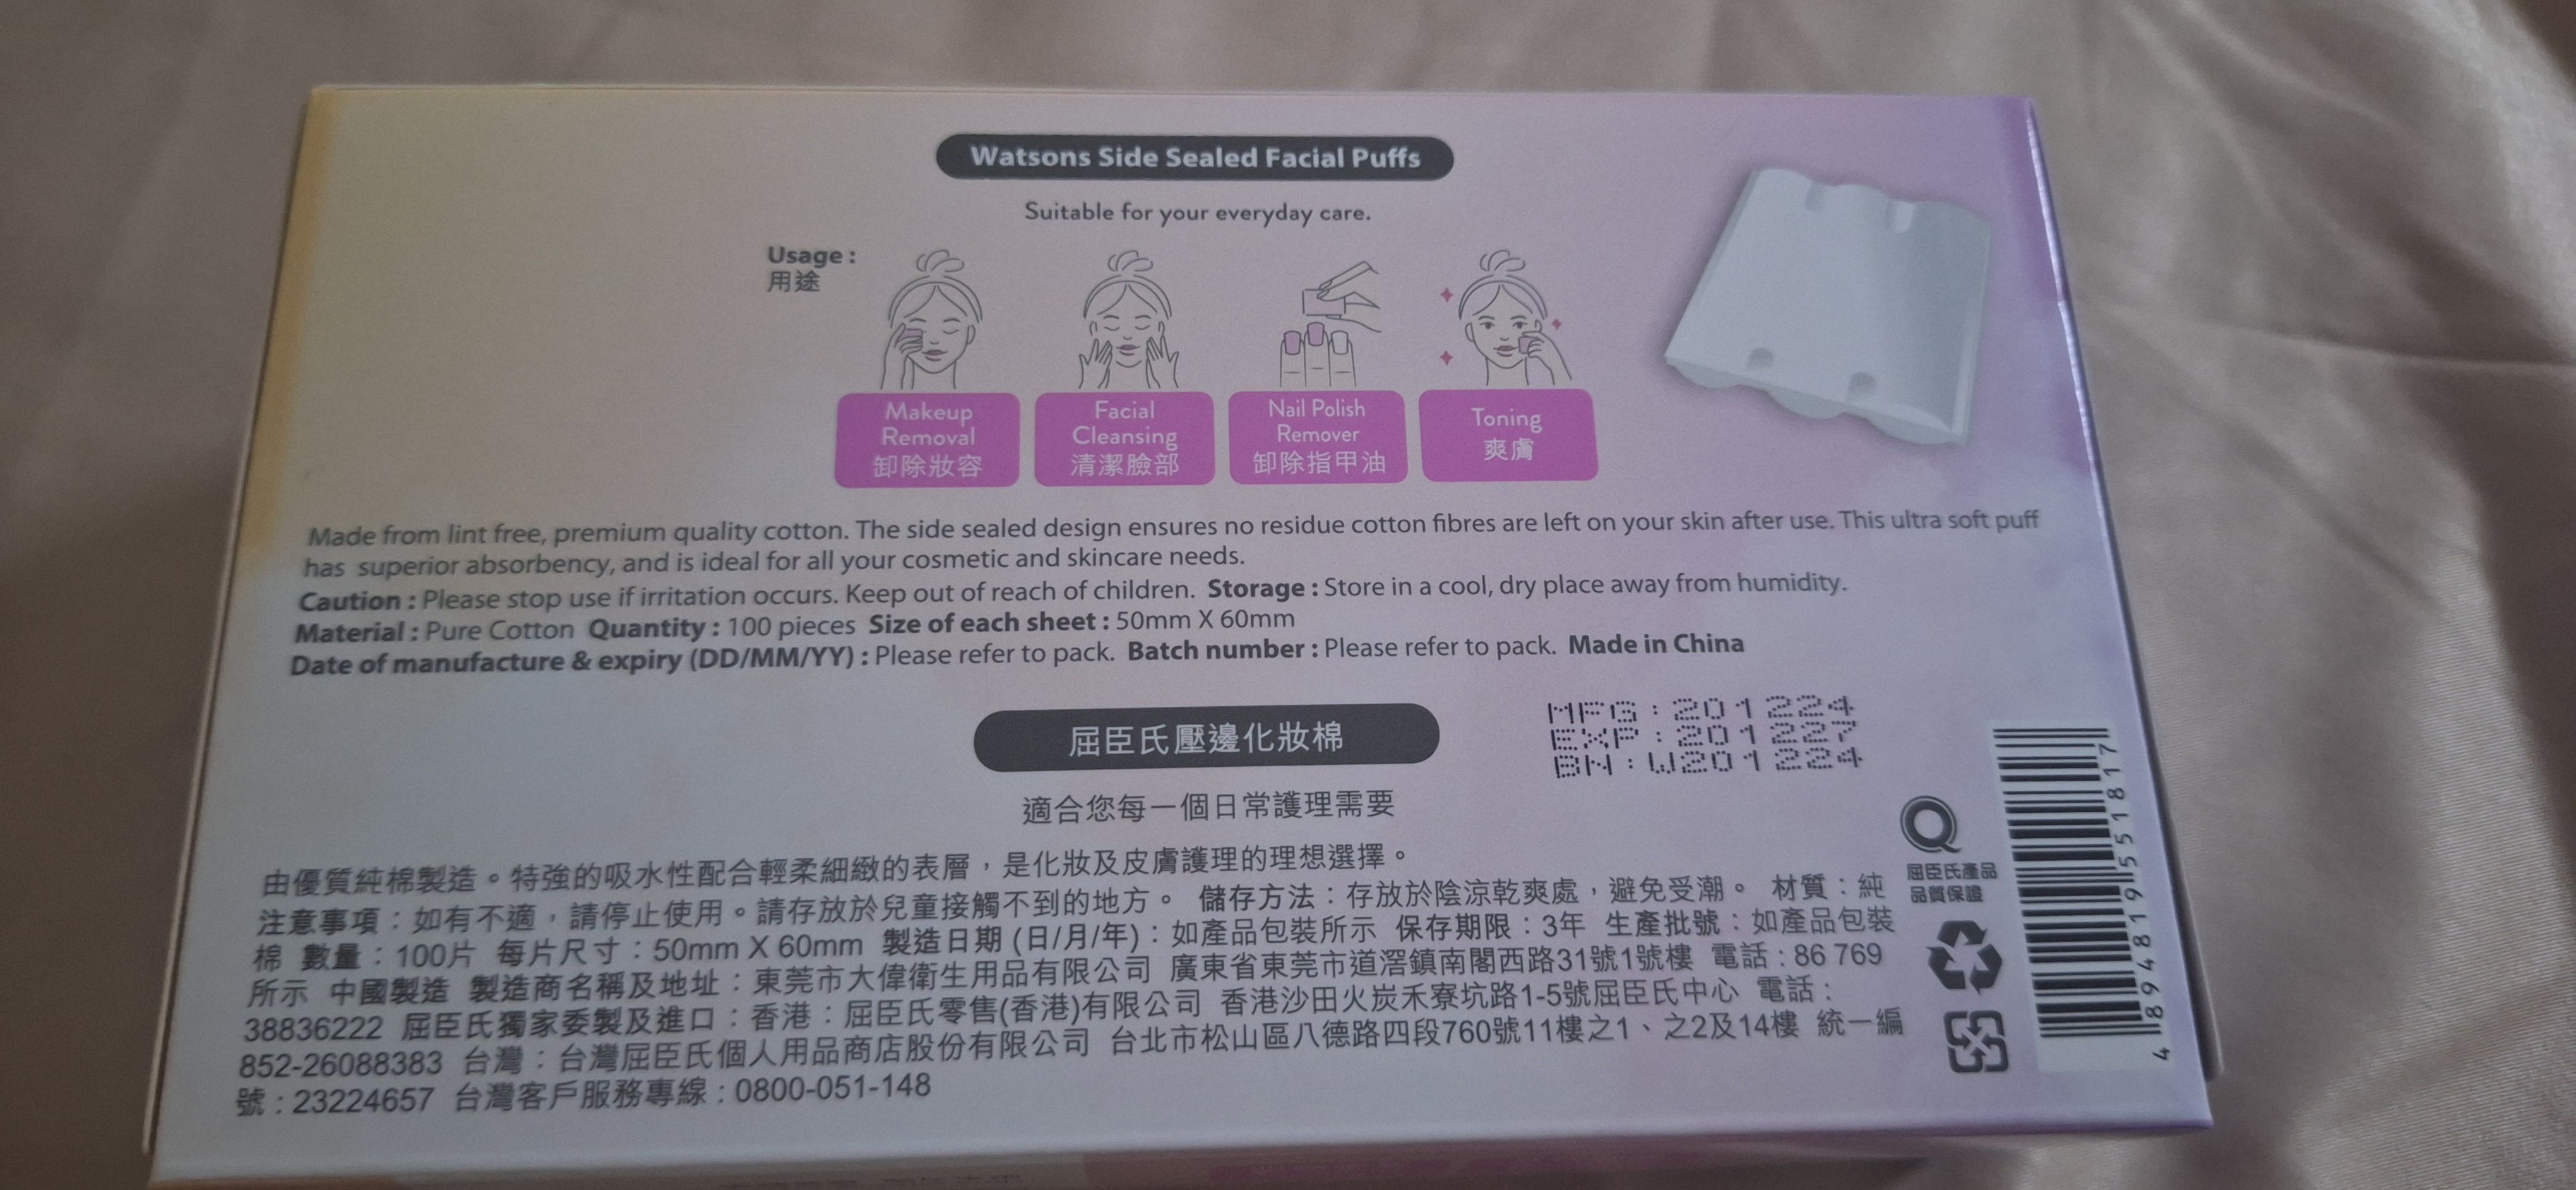 Watsons Side Sealed Facial Puffs
Suitable for your everyday care.
Usage :
用途
Makeup
Removal
卸除妝容
Facial
Cleansing
清潔臉部
Nail Polish
Remover
卸除指甲油
Toning
爽膚
Made from lint free, premium quality cotton. The side sealed design ensures no residue cotton fibres are left on your skin after use. This ultra soft puff
has superior absorbency, and is ideal for all your cosmetic and skincare needs.
Caution : Please stop use if irritation occurs. Keep out of reach of children. Storage : Store in a cool, dry place away from humidity.
Material : Pure Cotton Quantity : 100 pieces Size of each sheet : 50mm X 60mm
Date of manufacture & expiry (DD/MM/YY) : Please refer to pack. Batch number : Please refer to pack. Made in China
屈臣氏壓邊化妝棉
適合您每一個日常護理需要
MFG:201224
EXP:201227
BN:W201224
由優質純棉製造。特強的吸水性配合輕柔細緻的表層，是化妝及皮膚護理的理想選擇。
注意事項：如有不適，請停止使用。請存放於兒童接觸不到的地方。 儲存方法：存放於陰涼乾爽處，避免受潮。 材質：純
棉 數量：100片 每片尺寸：50mm X 60mm 製造日期 (日/月/年)：如產品包裝所示 保存期限：3年 生產批號：如產品包裝
所示 中國製造 製造商名稱及地址：東莞市大偉衛生用品有限公司 廣東省東莞市道滘鎮南閣西路31號1號樓 電話：86 769
38836222 屈臣氏獨家委製及進口：香港：屈臣氏零售(香港)有限公司 香港沙田火炭禾寮坑路1-5號屈臣氏中心 電話：
852-26088383 台灣：台灣屈臣氏個人用品商店股份有限公司 台北市松山區八德路四段760號11樓之1、之2及14樓 統一編
號：23224657 台灣客戶服務專線：0800-051-148
Q
屈臣氏產品
品質保證
4 894819 551817